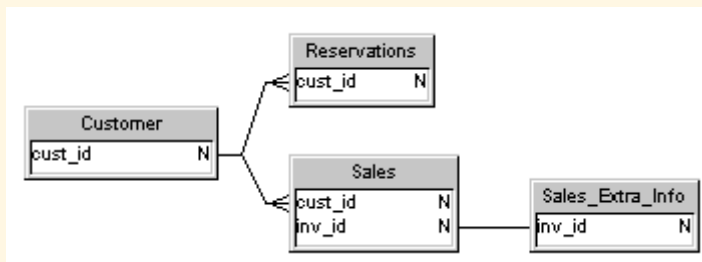 Reservations
cust_id N
Customer
cust_id N
Sales
cust_id N
inv_id N
Sales_Extra_Info
inv_id N